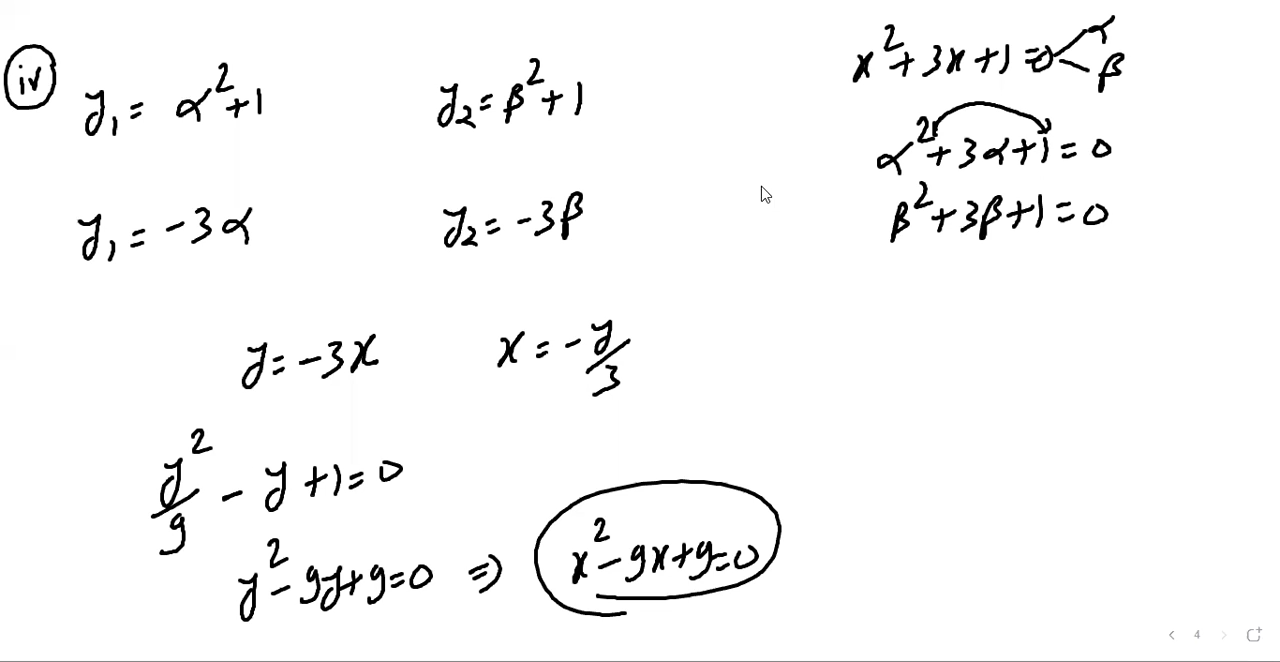 iv y₁ = α² + 1 y₂ = β² + 1
x² + 3x + 1 = 0 α β
α² + 3α + 1 = 0
β² + 3β + 1 = 0
y₁ = -3α y₂ = -3β
y = -3x x = -y/3
y²/9 - y + 1 = 0
y² - 9y + 9 = 0 ⇒ x² - 9x + 9 = 0
4